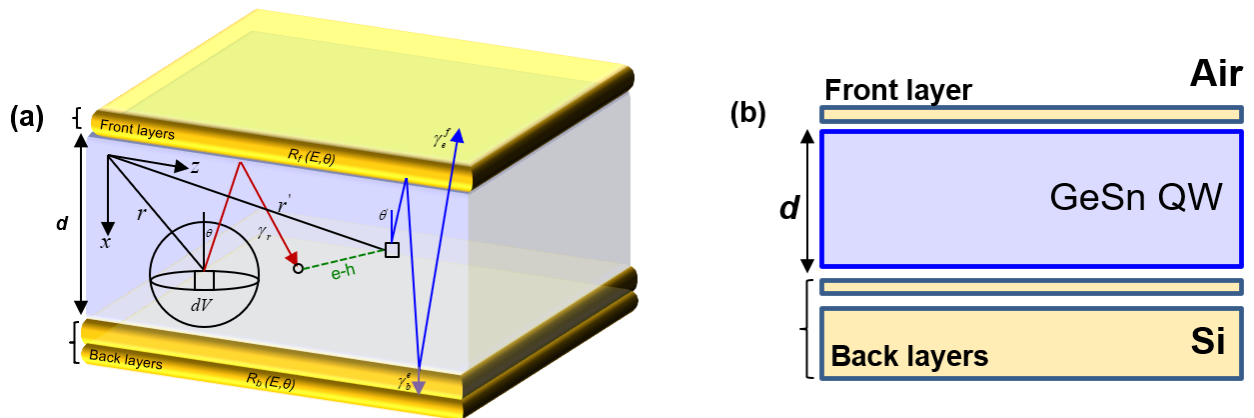 (a)
Front layers
R_f (E,θ)
γ_e^f
z
r
r'
θ
θ'
d
x
γ_r
e-h
dV
Back layers
R_b (E,θ)
γ_b^e
(b)
Air
Front layer
d
GeSn QW
Back layers
Si